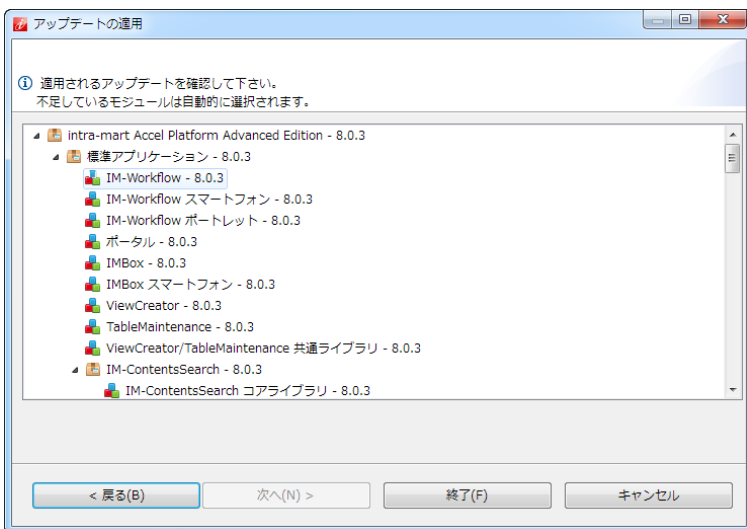 アップデートの適用
適用されるアップデートを確認して下さい。
不足しているモジュールは自動的に選択されます。
intra-mart Accel Platform Advanced Edition - 8.0.3
標準アプリケーション - 8.0.3
IM-Workflow - 8.0.3
IM-Workflow スマートフォン - 8.0.3
IM-Workflow ポートレット - 8.0.3
ポータル - 8.0.3
IMBox - 8.0.3
IMBox スマートフォン - 8.0.3
ViewCreator - 8.0.3
TableMaintenance - 8.0.3
ViewCreator/TableMaintenance 共通ライブラリ - 8.0.3
IM-ContentsSearch - 8.0.3
IM-ContentsSearch コアライブラリ - 8.0.3
< 戻る(B) 次へ(N) > 終了(F) キャンセル